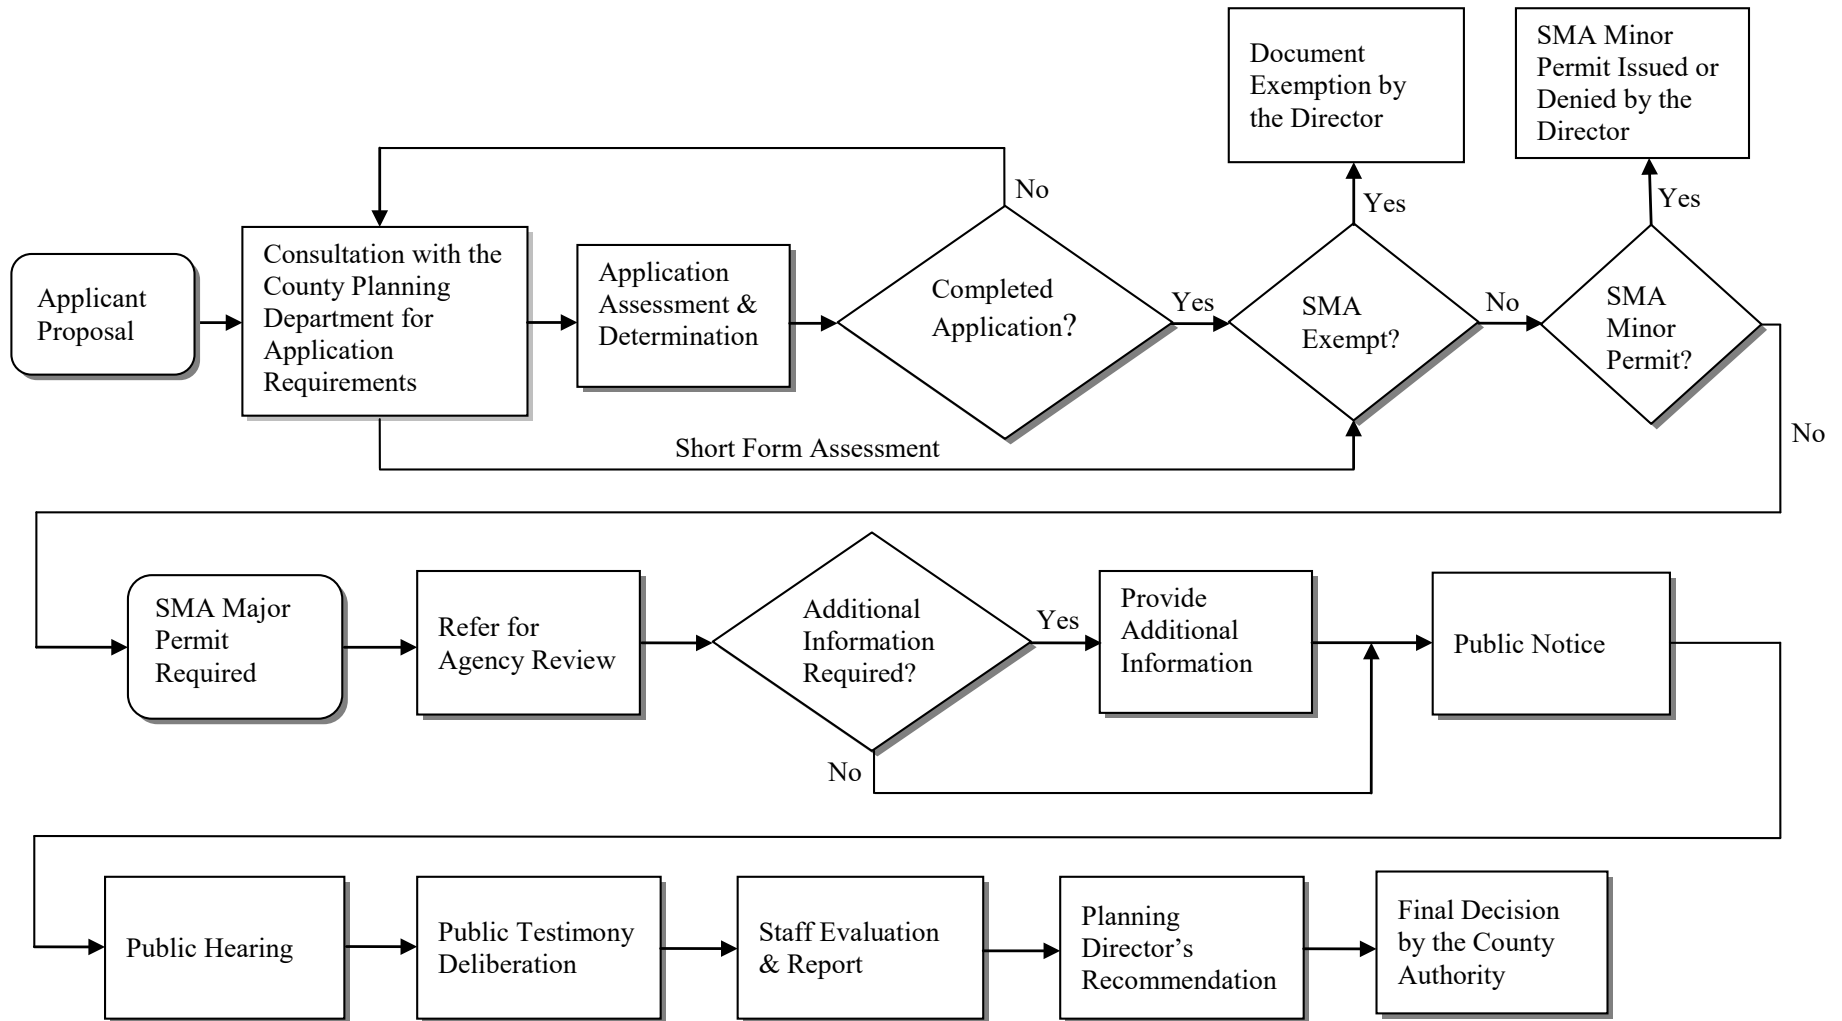 Document
Exemption by
the Director
SMA Minor
Permit Issued or
Denied by the
Director
No
Yes
Yes
Applicant
Proposal
Consultation with the
County Planning
Department for
Application
Requirements
Application
Assessment &
Determination
Completed
Application?
Yes
SMA
Exempt?
No
SMA
Minor
Permit?
No
Short Form Assessment
SMA Major
Permit
Required
Refer for
Agency Review
Additional
Information
Required?
Yes
No
Provide
Additional
Information
Public Notice
Public Hearing
Public Testimony
Deliberation
Staff Evaluation
& Report
Planning
Director’s
Recommendation
Final Decision
by the County
Authority